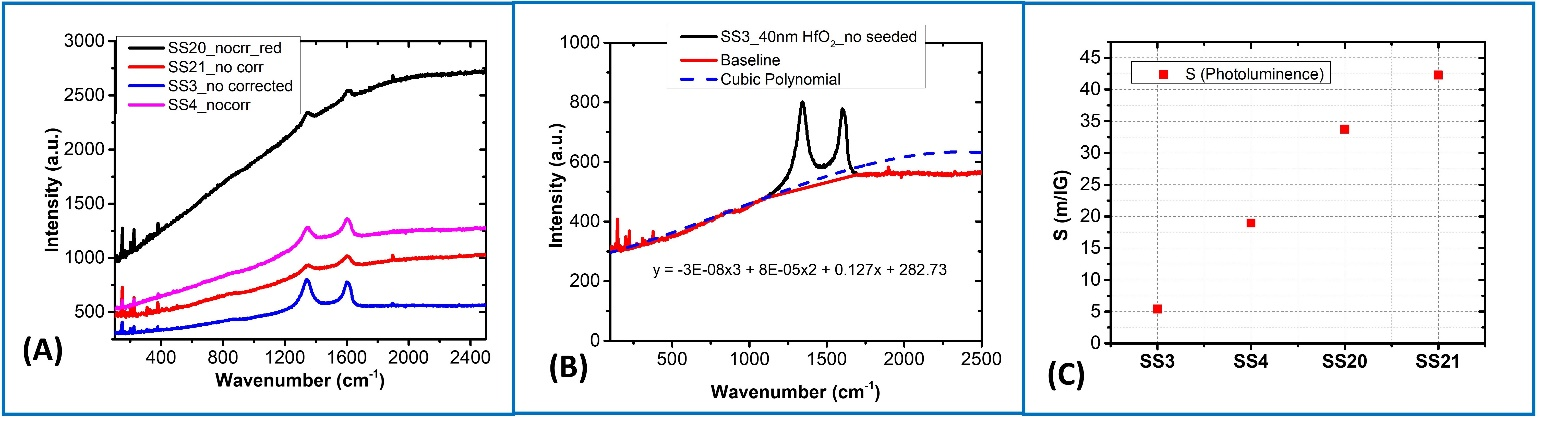 SS20_nocrr_red
SS21_no corr
SS3_no corrected
SS4_nocorr
3000
2500
2000
1500
1000
500
Intensity (a.u.)
400 800 1200 1600 2000 2400
Wavenumber (cm-1)
(A)
SS3_40nm HfO2_no seeded
Baseline
Cubic Polynomial
1000
800
600
400
200
0
Intensity (a.u.)
y = -3E-08x3 + 8E-05x2 + 0.127x + 282.73
500 1000 1500 2000 2500
Wavenumber (cm-1)
(B)
S (Photoluminence)
45
40
35
30
25
20
15
10
5
0
S (m/IG)
SS3 SS4 SS20 SS21
(C)